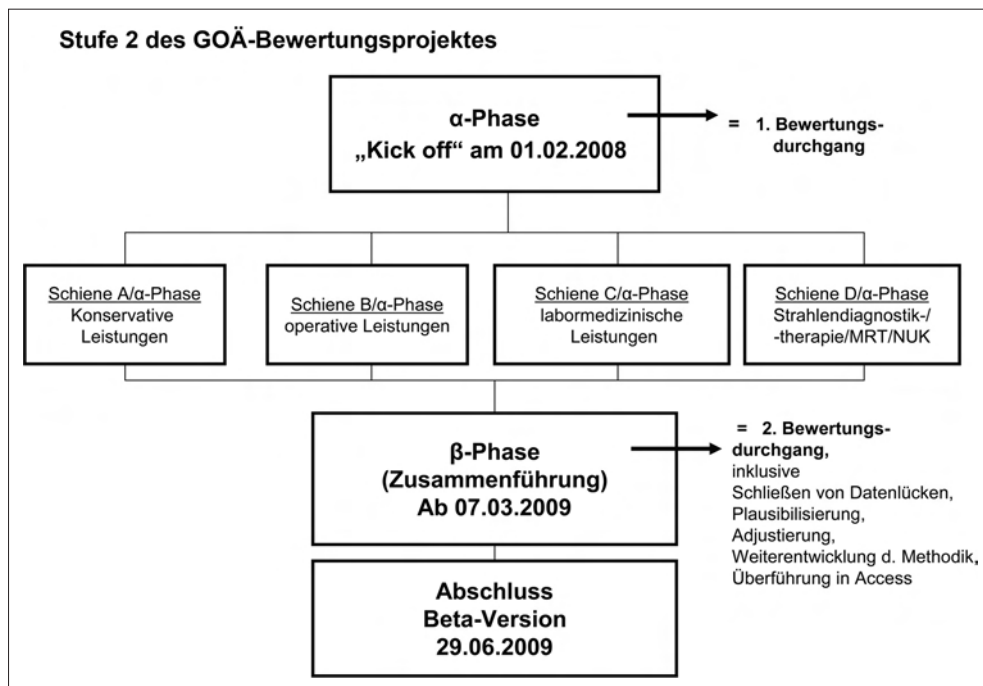 Stufe 2 des GOÄ-Bewertungsprojektes
α-Phase
„Kick off“ am 01.02.2008
= 1. Bewertungs-
durchgang
Schiene A/α-Phase
Konservative
Leistungen
Schiene B/α-Phase
operative Leistungen
Schiene C/α-Phase
labormedizinische
Leistungen
Schiene D/α-Phase
Strahlendiagnostik-/
-therapie/MRT/NUK
β-Phase
(Zusammenführung)
Ab 07.03.2009
= 2. Bewertungs-
durchgang,
inklusive
Schließen von Datenlücken,
Plausibilisierung,
Adjustierung,
Weiterentwicklung d. Methodik,
Überführung in Access
Abschluss
Beta-Version
29.06.2009